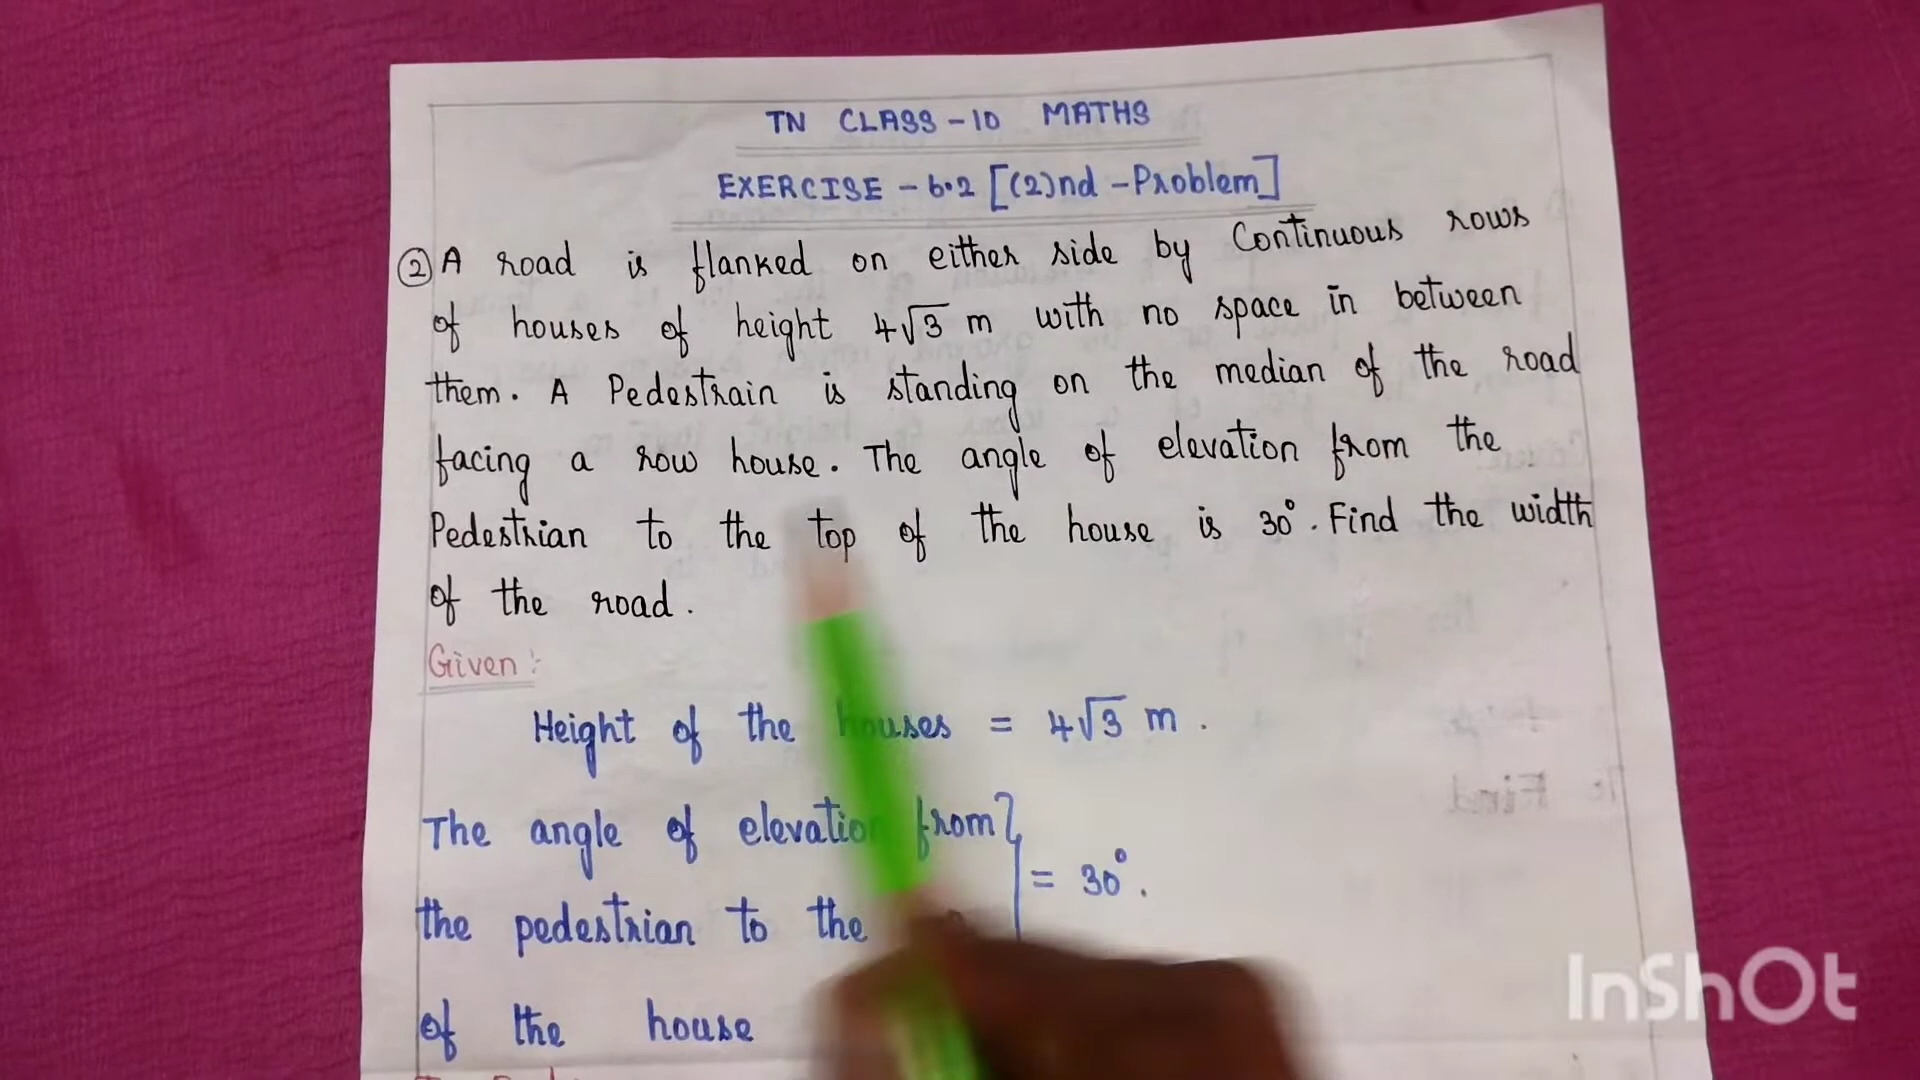 TN CLASS-10 MATHS
EXERCISE - 6.2 [(2)nd - Problem]
② A road is flanked on either side by Continuous rows
of houses of height 4√3 m with no space in between
them. A Pedestrain is standing on the median of the road
facing a row house. The angle of elevation from the
Pedestrian to the top of the house is 30°. Find the width
of the road.
Given :
Height of the houses = 4√3 m .
The angle of elevation from
the pedestrian to the
= 30°.
of the house
InShOt